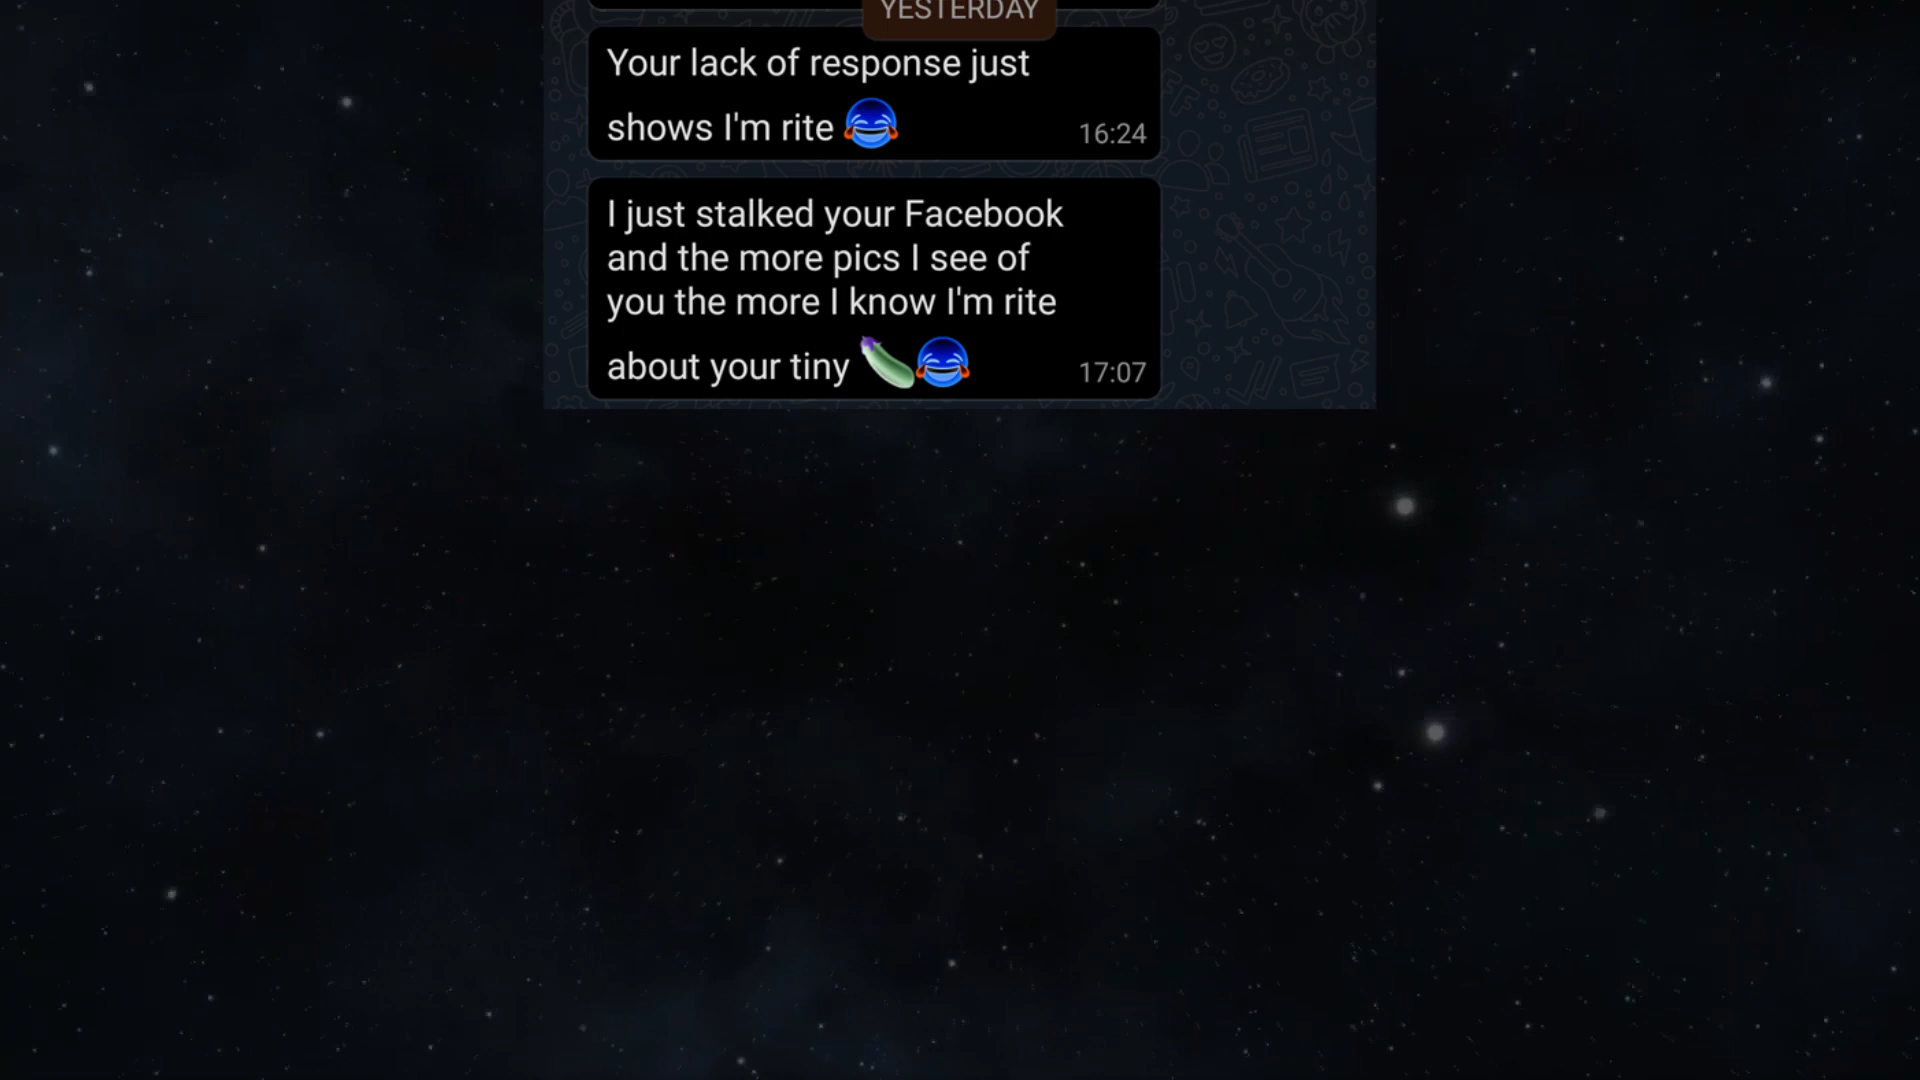 YESTERDAY
Your lack of response just
shows I'm rite 😂
16:24
I just stalked your Facebook
and the more pics I see of
you the more I know I'm rite
about your tiny 🍆😂
17:07